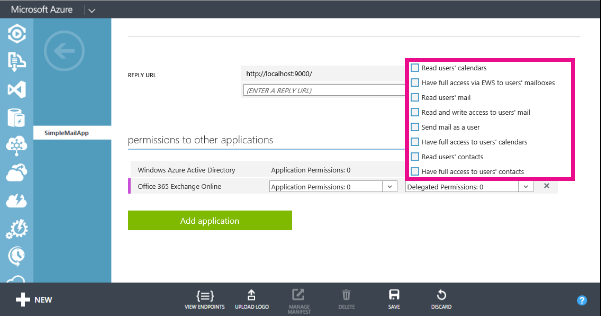 Microsoft Azure
REPLY URL
http://localhost:9000/
(ENTER A REPLY URL)
Read users' calendars
Have full access via EWS to users' mailboxes
Read users' mail
Read and write access to users' mail
Send mail as a user
Have full access to users' calendars
Read users' contacts
Have full access to users' contacts
SimpleMailApp
permissions to other applications
Windows Azure Active Directory
Application Permissions: 0
Office 365 Exchange Online
Application Permissions: 0
Delegated Permissions: 0
Add application
NEW
VIEW ENDPOINTS
UPLOAD LOGO
MANAGE
MANIFEST
DELETE
SAVE
DISCARD
?